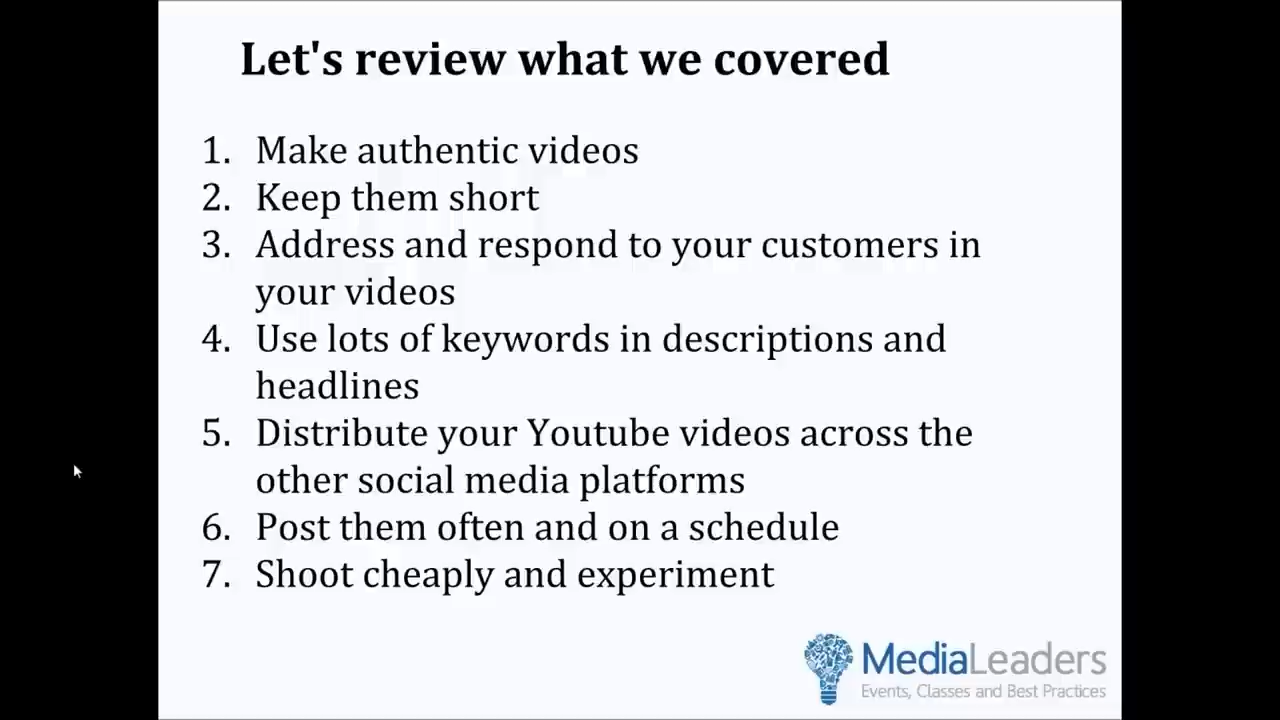 Let's review what we covered
1. Make authentic videos
2. Keep them short
3. Address and respond to your customers in
your videos
4. Use lots of keywords in descriptions and
headlines
5. Distribute your Youtube videos across the
other social media platforms
6. Post them often and on a schedule
7. Shoot cheaply and experiment
MediaLeaders
Events, Classes and Best Practices